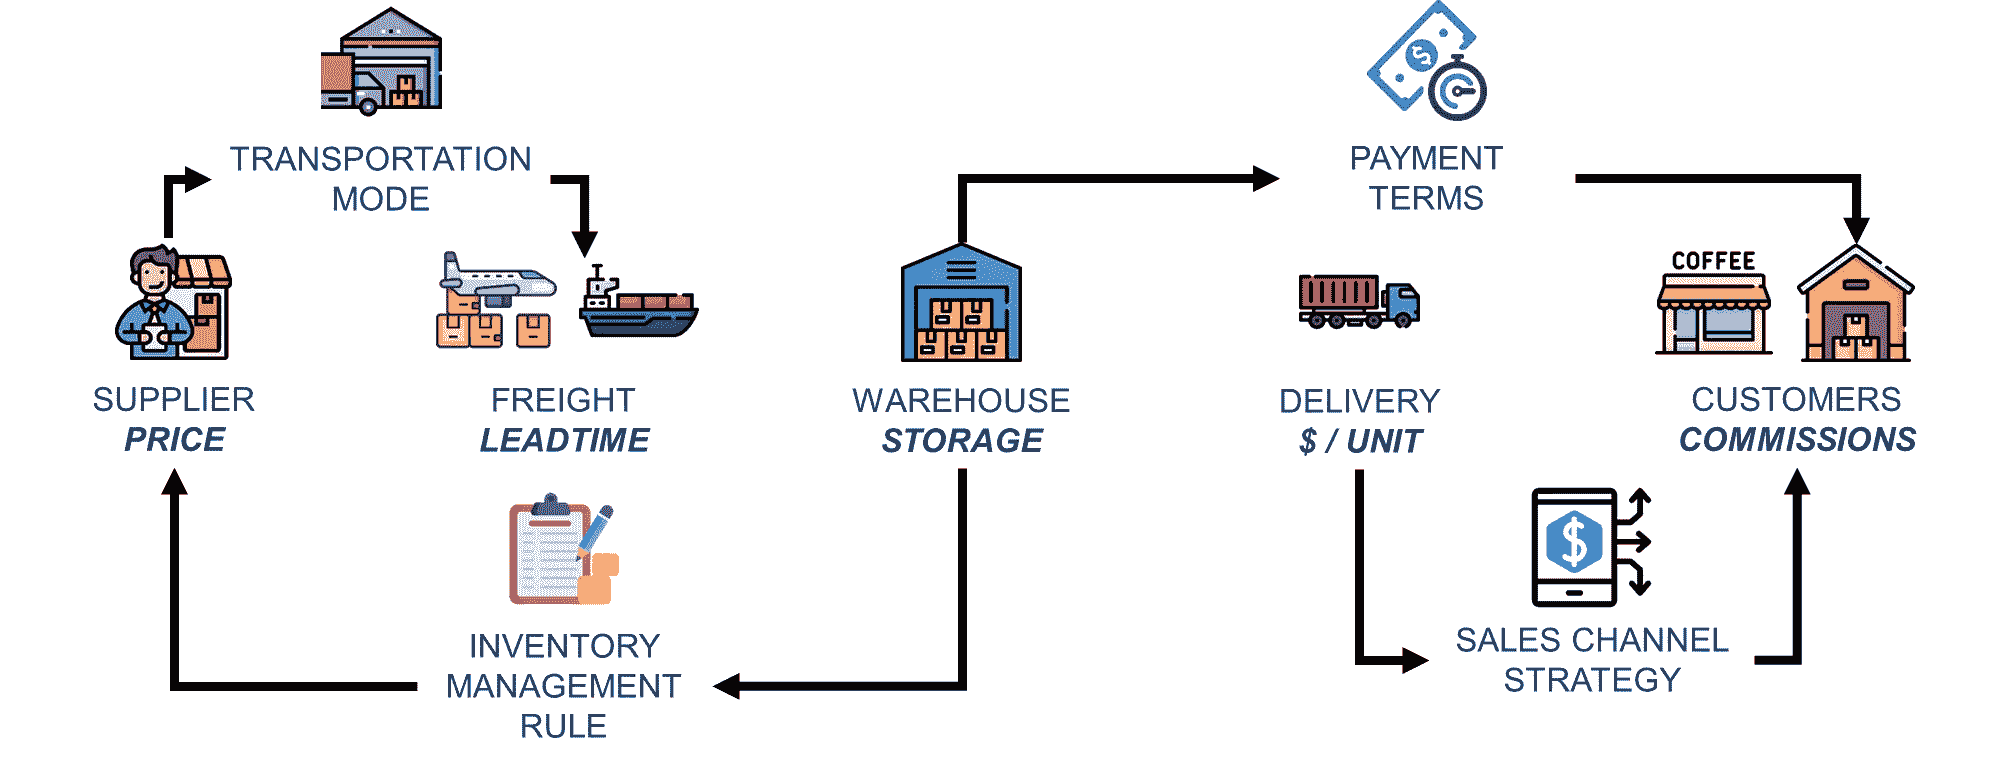 TRANSPORTATION
MODE
PAYMENT
TERMS
COFFEE
SUPPLIER
PRICE
FREIGHT
LEADTIME
WAREHOUSE
STORAGE
DELIVERY
$ / UNIT
CUSTOMERS
COMMISSIONS
INVENTORY
MANAGEMENT
RULE
SALES CHANNEL
STRATEGY